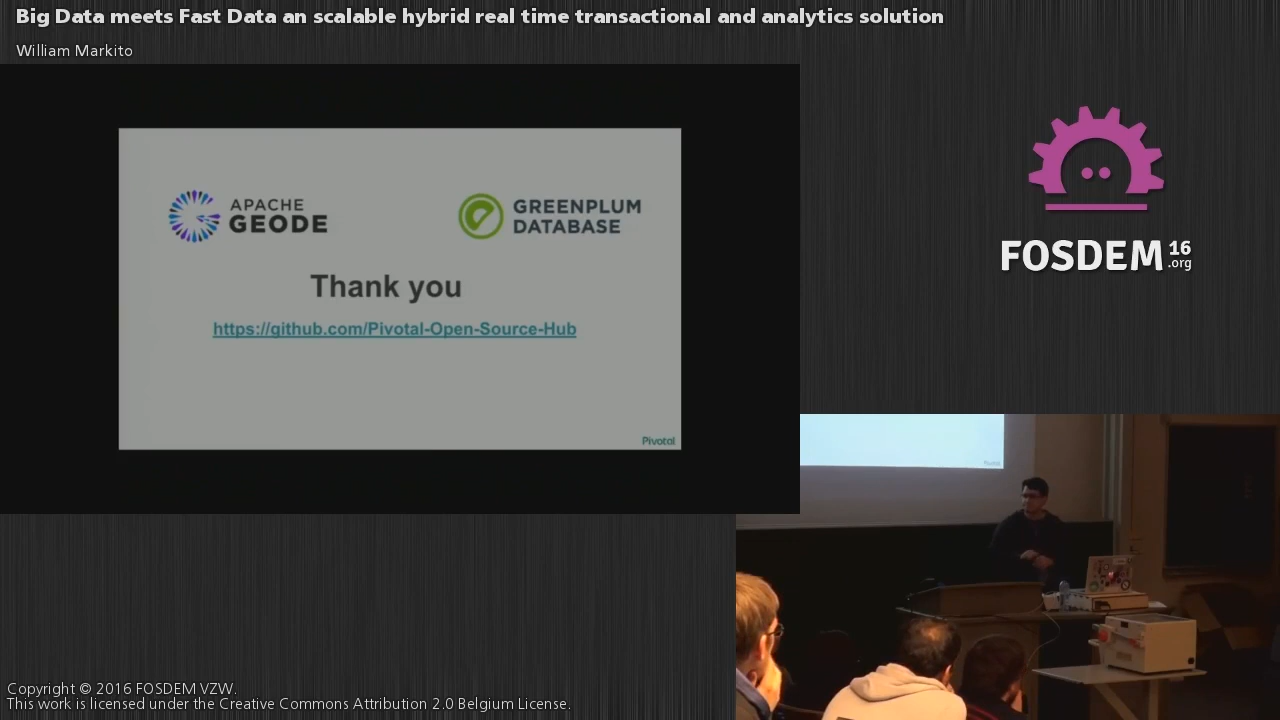 Big Data meets Fast Data an scalable hybrid real time transactional and analytics solution
William Markito
APACHE
GEODE
GREENPLUM
DATABASE
Thank you
https://github.com/Pivotal-Open-Source-Hub
Pivotal
FOSDEM 16
.org
Copyright © 2016 FOSDEM VZW.
This work is licensed under the Creative Commons Attribution 2.0 Belgium License.